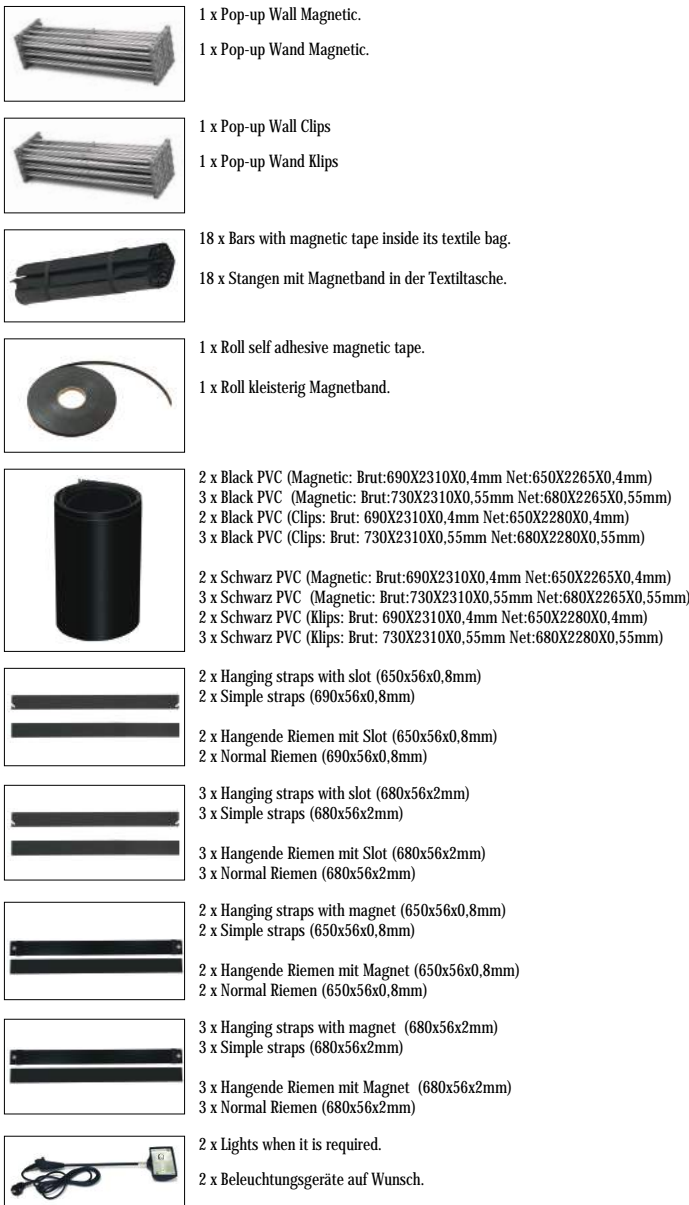 1 x Pop-up Wall Magnetic.
1 x Pop-up Wand Magnetic.
1 x Pop-up Wall Clips
1 x Pop-up Wand Klips
18 x Bars with magnetic tape inside its textile bag.
18 x Stangen mit Magnetband in der Textiltasche.
1 x Roll self adhesive magnetic tape.
1 x Roll kleisterig Magnetband.
2 x Black PVC (Magnetic: Brut:690X2310X0,4mm Net:650X2265X0,4mm)
3 x Black PVC (Magnetic: Brut:730X2310X0,55mm Net:680X2265X0,55mm)
2 x Black PVC (Clips: Brut: 690X2310X0,4mm Net:650X2280X0,4mm)
3 x Black PVC (Clips: Brut: 730X2310X0,55mm Net:680X2280X0,55mm)
2 x Schwarz PVC (Magnetic: Brut:690X2310X0,4mm Net:650X2265X0,4mm)
3 x Schwarz PVC (Magnetic: Brut:730X2310X0,55mm Net:680X2265X0,55mm)
2 x Schwarz PVC (Klips: Brut: 690X2310X0,4mm Net:650X2280X0,4mm)
3 x Schwarz PVC (Klips: Brut: 730X2310X0,55mm Net:680X2280X0,55mm)
2 x Hanging straps with slot (650x56x0,8mm)
2 x Simple straps (690x56x0,8mm)
2 x Hangende Riemen mit Slot (650x56x0,8mm)
2 x Normal Riemen (690x56x0,8mm)
3 x Hanging straps with slot (680x56x2mm)
3 x Simple straps (680x56x2mm)
3 x Hangende Riemen mit Slot (680x56x2mm)
3 x Normal Riemen (680x56x2mm)
2 x Hanging straps with magnet (650x56x0,8mm)
2 x Simple straps (650x56x0,8mm)
2 x Hangende Riemen mit Magnet (650x56x0,8mm)
2 x Normal Riemen (650x56x0,8mm)
3 x Hanging straps with magnet (680x56x2mm)
3 x Simple straps (680x56x2mm)
3 x Hangende Riemen mit Magnet (680x56x2mm)
3 x Normal Riemen (680x56x2mm)
2 x Lights when it is required.
2 x Beleuchtungsgeräte auf Wunsch.